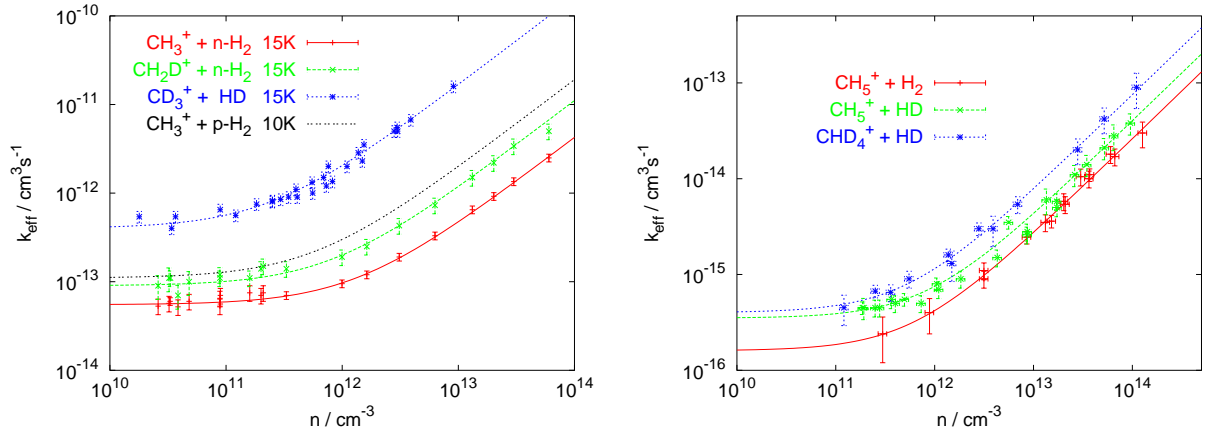 10⁻¹⁰
10⁻¹¹
10⁻¹²
10⁻¹³
10⁻¹⁴
k_eff / cm³s⁻¹
CH₃⁺ + n-H₂ 15K
CH₂D⁺ + n-H₂ 15K
CD₃⁺ + HD 15K
CH₃⁺ + p-H₂ 10K
10¹⁰ 10¹¹ 10¹² 10¹³ 10¹⁴
n / cm⁻³
10⁻¹³
10⁻¹⁴
10⁻¹⁵
10⁻¹⁶
k_eff / cm³s⁻¹
CH₅⁺ + H₂
CH₅⁺ + HD
CHD₄⁺ + HD
10¹⁰ 10¹¹ 10¹² 10¹³ 10¹⁴
n / cm⁻³